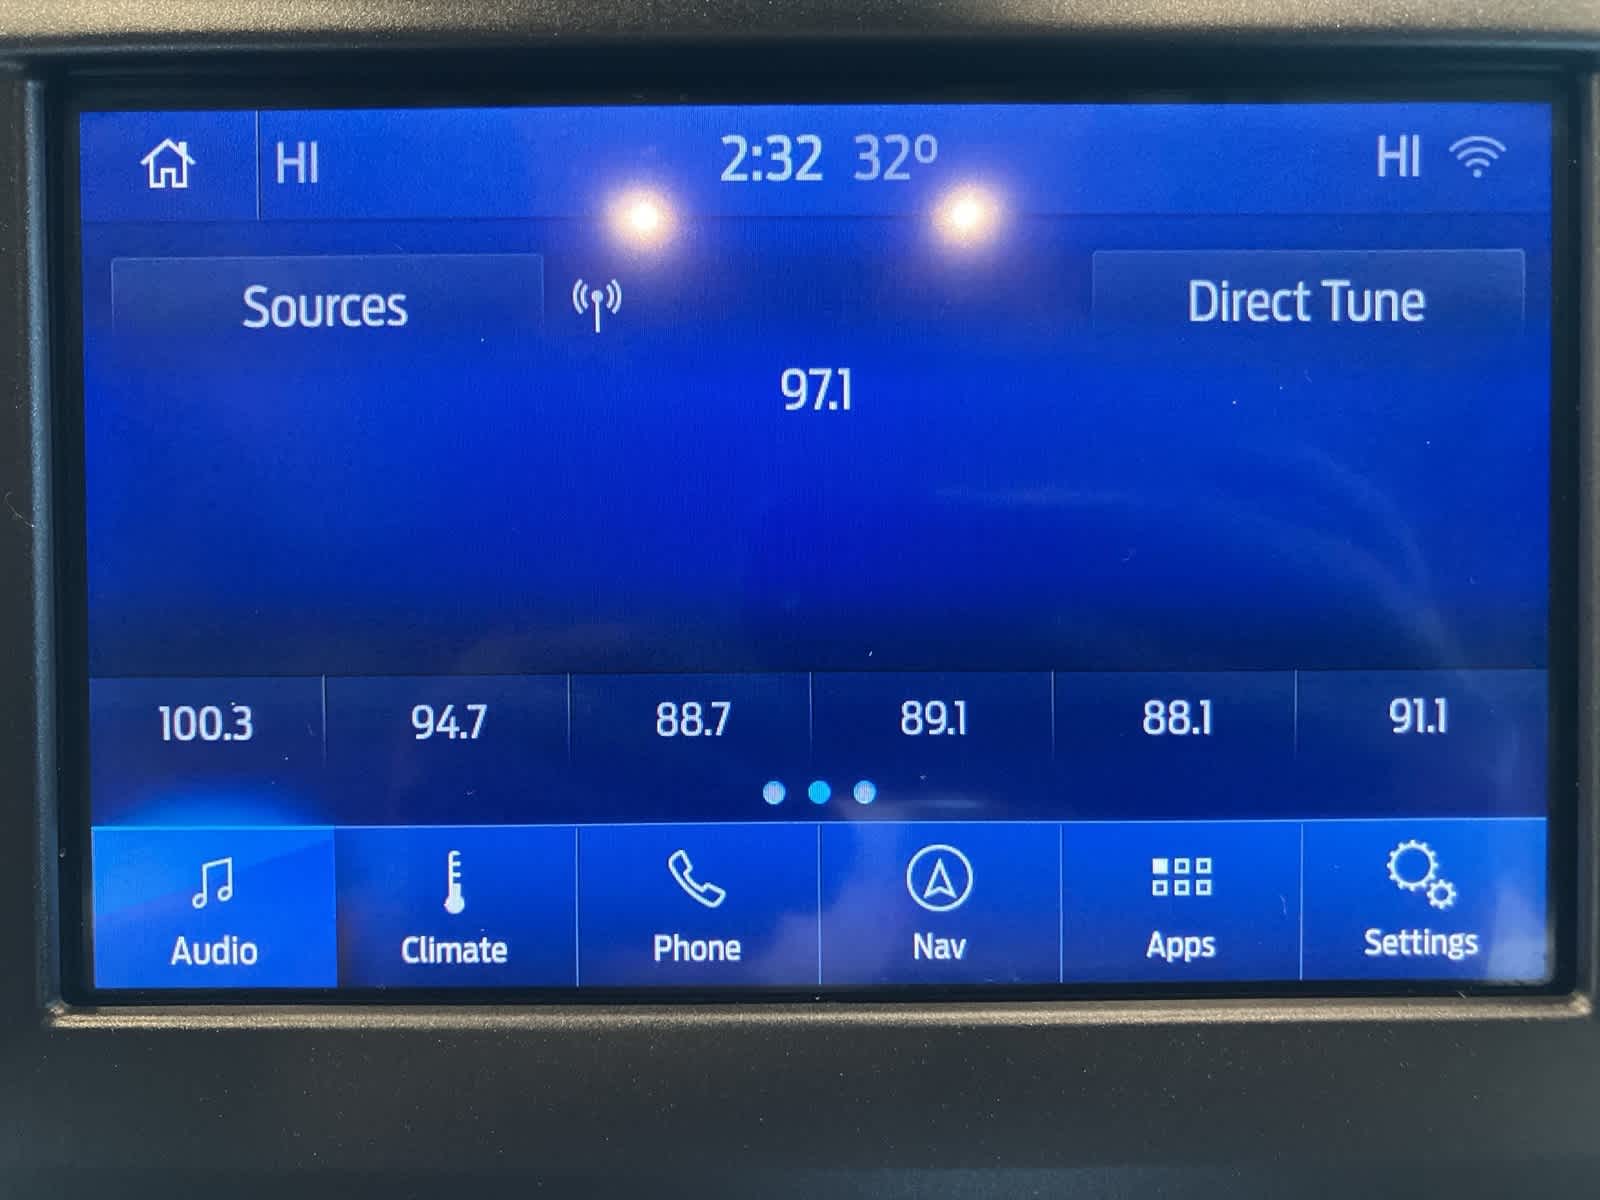 HI 2:32 32º HI
Sources Direct Tune
97.1
100.3 94.7 88.7 89.1 88.1 91.1
Audio Climate Phone Nav Apps Settings